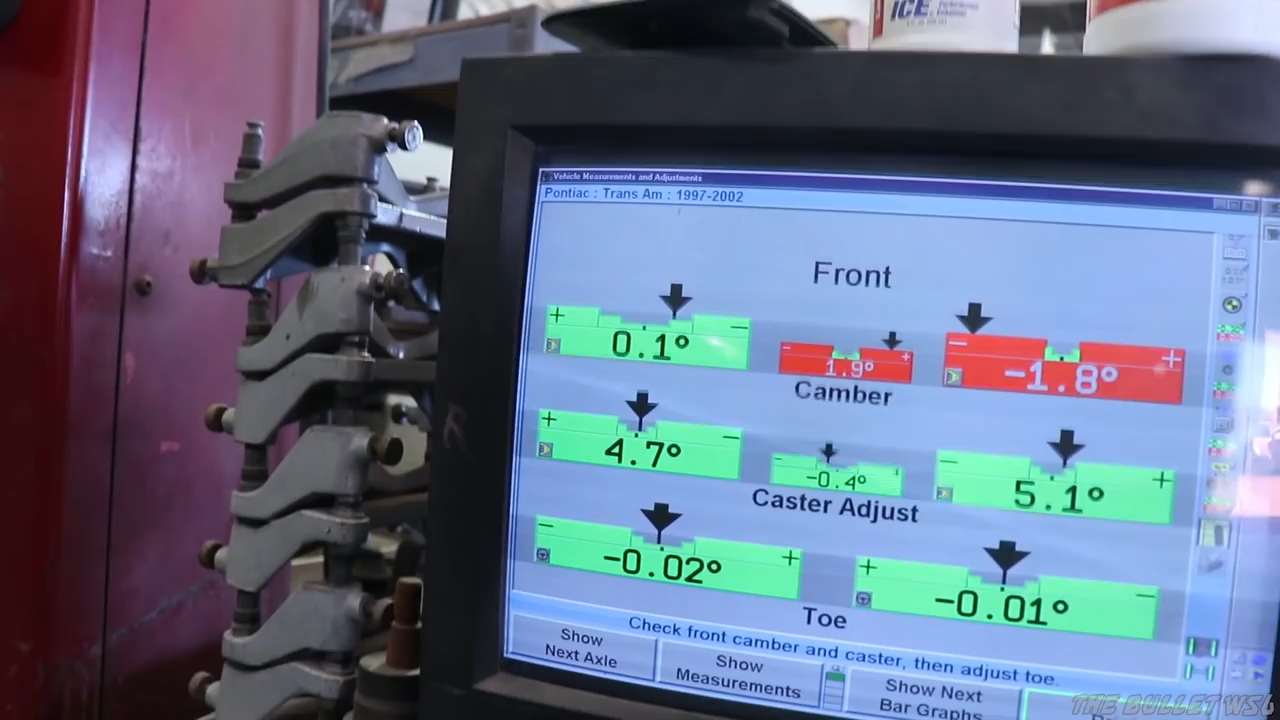 ICE
Vehicle Measurements and Adjustments
Pontiac : Trans Am : 1997-2002
Front
+ 0.1° −
- 1.9° +
− -1.8° +
Camber
+ 4.7° −
- -0.4° +
− 5.1° +
Caster Adjust
− -0.02° +
+ -0.01° −
Toe
Check front camber and caster, then adjust toe.
Show
Next Axle
Show
Measurements
Show Next
Bar Graphs
THE BULLET WS6